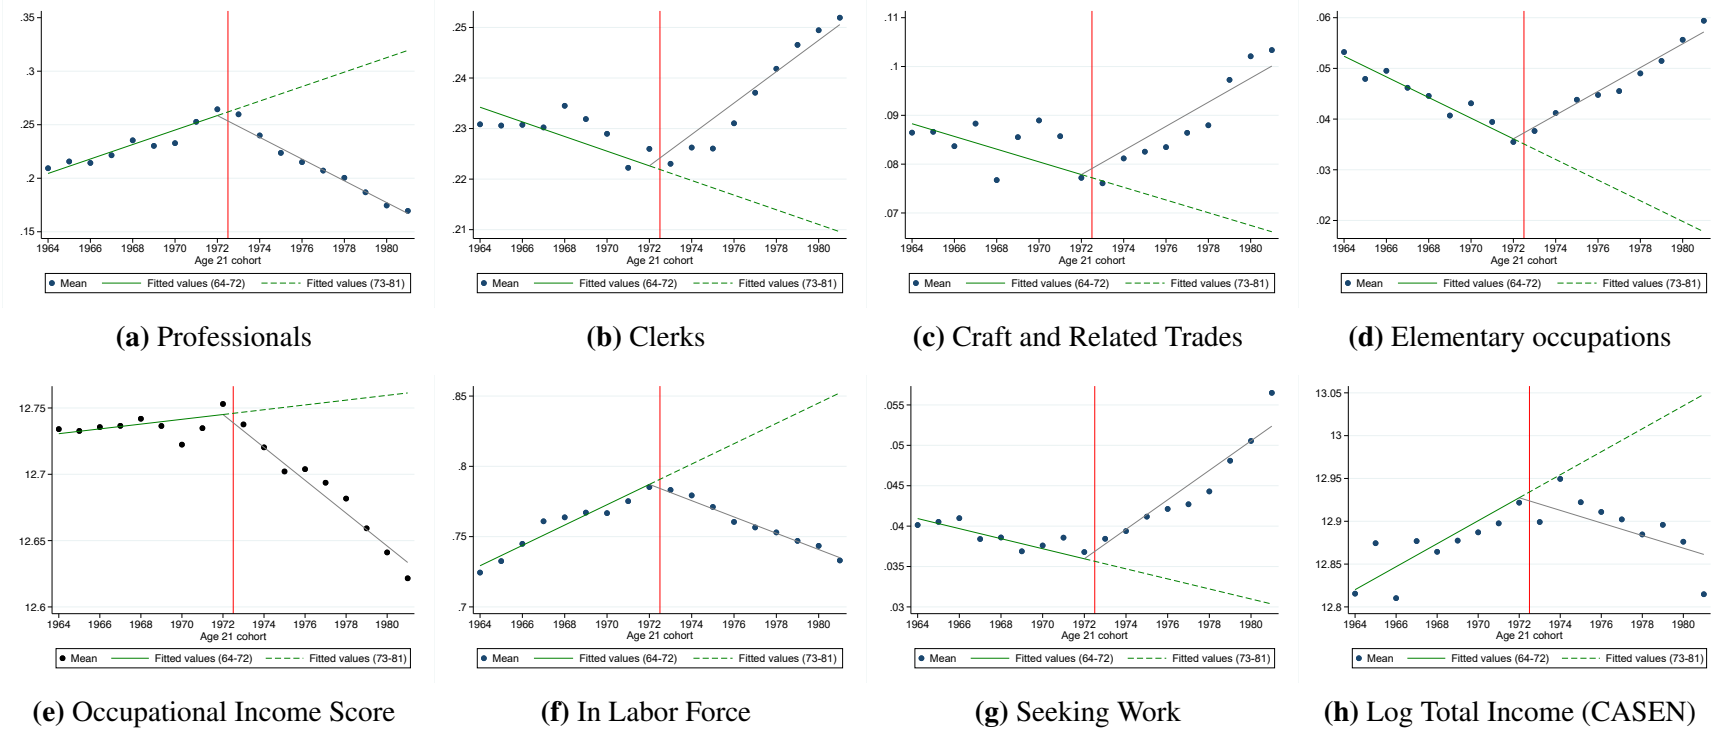 .35
.3
.25
.2
.15
1964 1966 1968 1970 1972 1974 1976 1978 1980
Age 21 cohort
Mean Fitted values (64-72) Fitted values (73-81)
(a) Professionals
.25
.24
.23
.22
.21
1964 1966 1968 1970 1972 1974 1976 1978 1980
Age 21 cohort
Mean Fitted values (64-72) Fitted values (73-81)
(b) Clerks
.11
.1
.09
.08
.07
1964 1966 1968 1970 1972 1974 1976 1978 1980
Age 21 cohort
Mean Fitted values (64-72) Fitted values (73-81)
(c) Craft and Related Trades
.06
.05
.04
.03
.02
1964 1966 1968 1970 1972 1974 1976 1978 1980
Age 21 cohort
Mean Fitted values (64-72) Fitted values (73-81)
(d) Elementary occupations
12.75
12.7
12.65
12.6
1964 1966 1968 1970 1972 1974 1976 1978 1980
Age 21 cohort
Mean Fitted values (64-72) Fitted values (73-81)
(e) Occupational Income Score
.85
.8
.75
.7
1964 1966 1968 1970 1972 1974 1976 1978 1980
Age 21 cohort
Mean Fitted values (64-72) Fitted values (73-81)
(f) In Labor Force
.055
.05
.045
.04
.035
.03
1964 1966 1968 1970 1972 1974 1976 1978 1980
Age 21 cohort
Mean Fitted values (64-72) Fitted values (73-81)
(g) Seeking Work
13.05
13
12.95
12.9
12.85
12.8
1964 1966 1968 1970 1972 1974 1976 1978 1980
Age 21 cohort
Mean Fitted values (64-72) Fitted values (73-81)
(h) Log Total Income (CASEN)